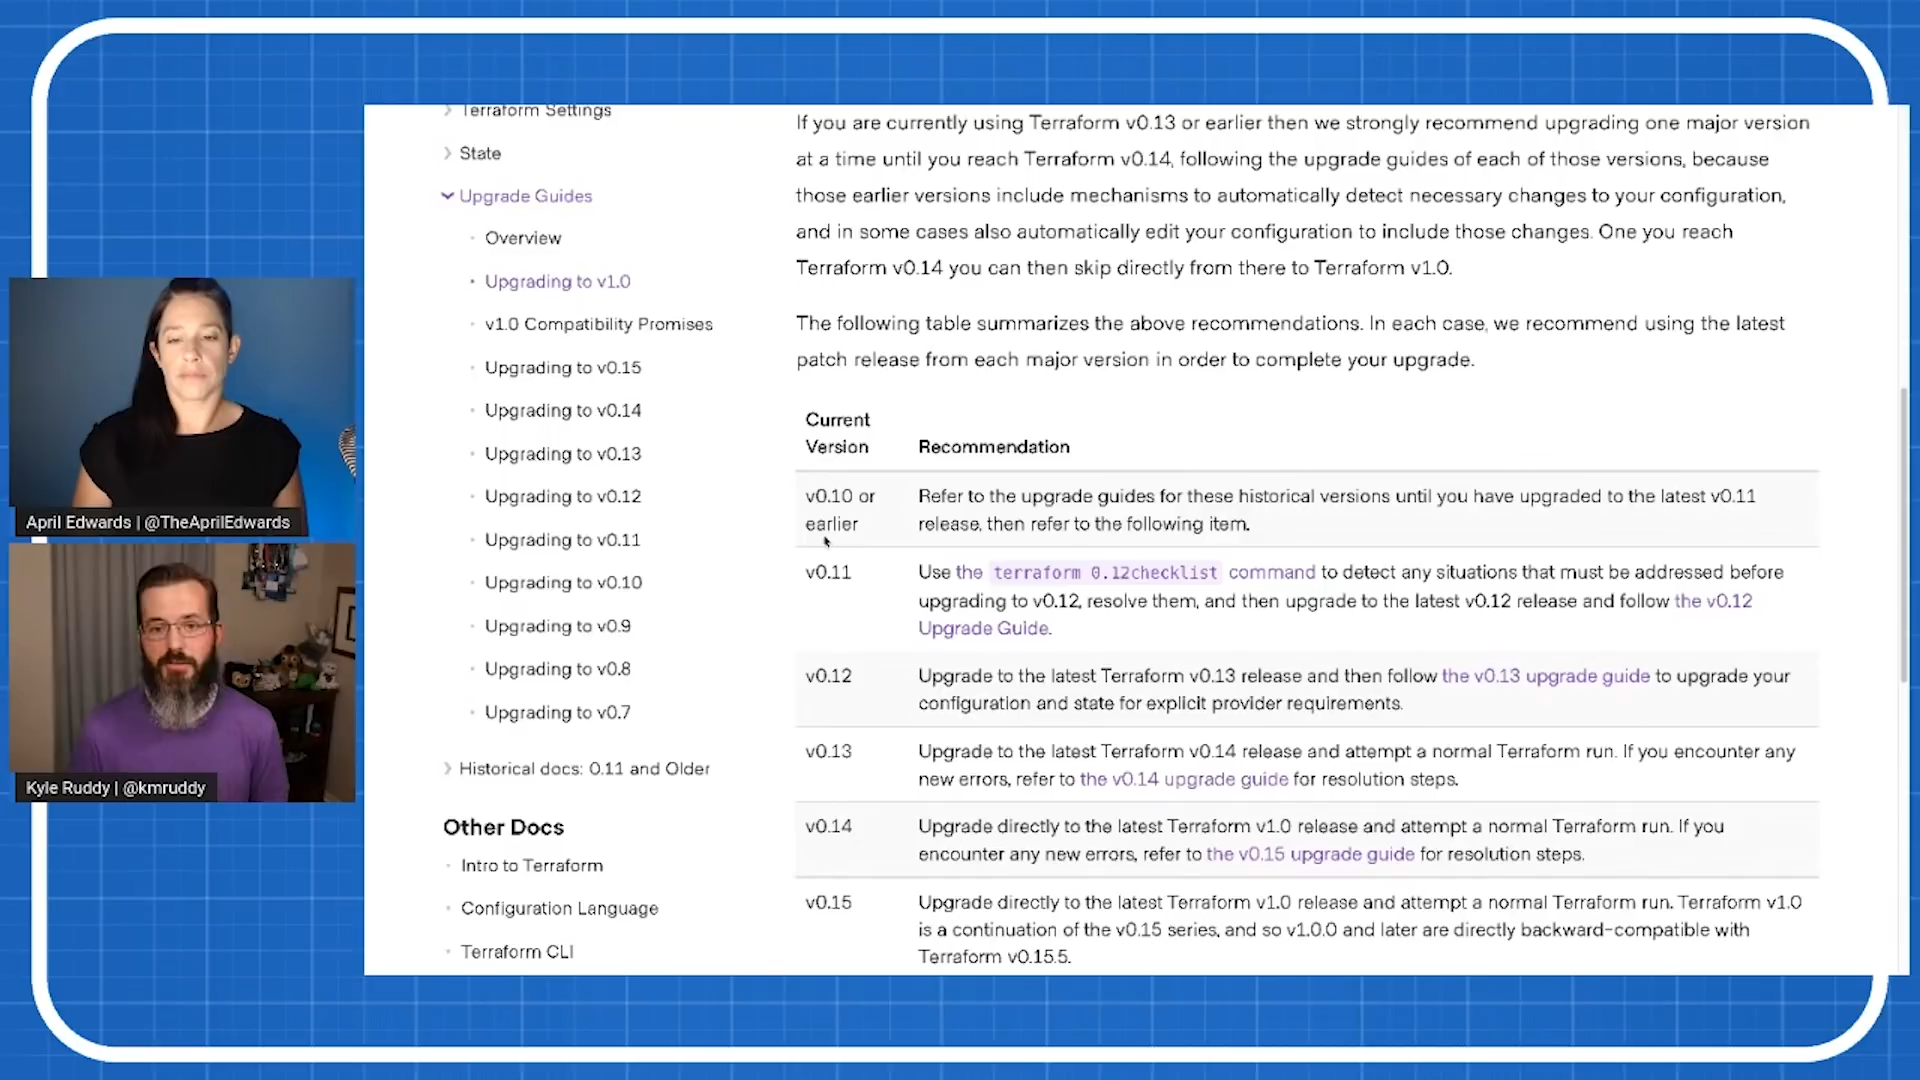 Terraform Settings
State
Upgrade Guides
Overview
Upgrading to v1.0
v1.0 Compatibility Promises
Upgrading to v0.15
Upgrading to v0.14
Upgrading to v0.13
Upgrading to v0.12
Upgrading to v0.11
Upgrading to v0.10
Upgrading to v0.9
Upgrading to v0.8
Upgrading to v0.7
Historical docs: 0.11 and Older
Other Docs
Intro to Terraform
Configuration Language
Terraform CLI
If you are currently using Terraform v0.13 or earlier then we strongly recommend upgrading one major version
at a time until you reach Terraform v0.14, following the upgrade guides of each of those versions, because
those earlier versions include mechanisms to automatically detect necessary changes to your configuration,
and in some cases also automatically edit your configuration to include those changes. One you reach
Terraform v0.14 you can then skip directly from there to Terraform v1.0.
The following table summarizes the above recommendations. In each case, we recommend using the latest
patch release from each major version in order to complete your upgrade.
Current
Version Recommendation
v0.10 or Refer to the upgrade guides for these historical versions until you have upgraded to the latest v0.11
earlier release, then refer to the following item.
v0.11 Use the terraform 0.12checklist command to detect any situations that must be addressed before
upgrading to v0.12, resolve them, and then upgrade to the latest v0.12 release and follow the v0.12
Upgrade Guide.
v0.12 Upgrade to the latest Terraform v0.13 release and then follow the v0.13 upgrade guide to upgrade your
configuration and state for explicit provider requirements.
v0.13 Upgrade to the latest Terraform v0.14 release and attempt a normal Terraform run. If you encounter any
new errors, refer to the v0.14 upgrade guide for resolution steps.
v0.14 Upgrade directly to the latest Terraform v1.0 release and attempt a normal Terraform run. If you
encounter any new errors, refer to the v0.15 upgrade guide for resolution steps.
v0.15 Upgrade directly to the latest Terraform v1.0 release and attempt a normal Terraform run. Terraform v1.0
is a continuation of the v0.15 series, and so v1.0.0 and later are directly backward-compatible with
Terraform v0.15.5.
April Edwards | @TheAprilEdwards
Kyle Ruddy | @kmruddy